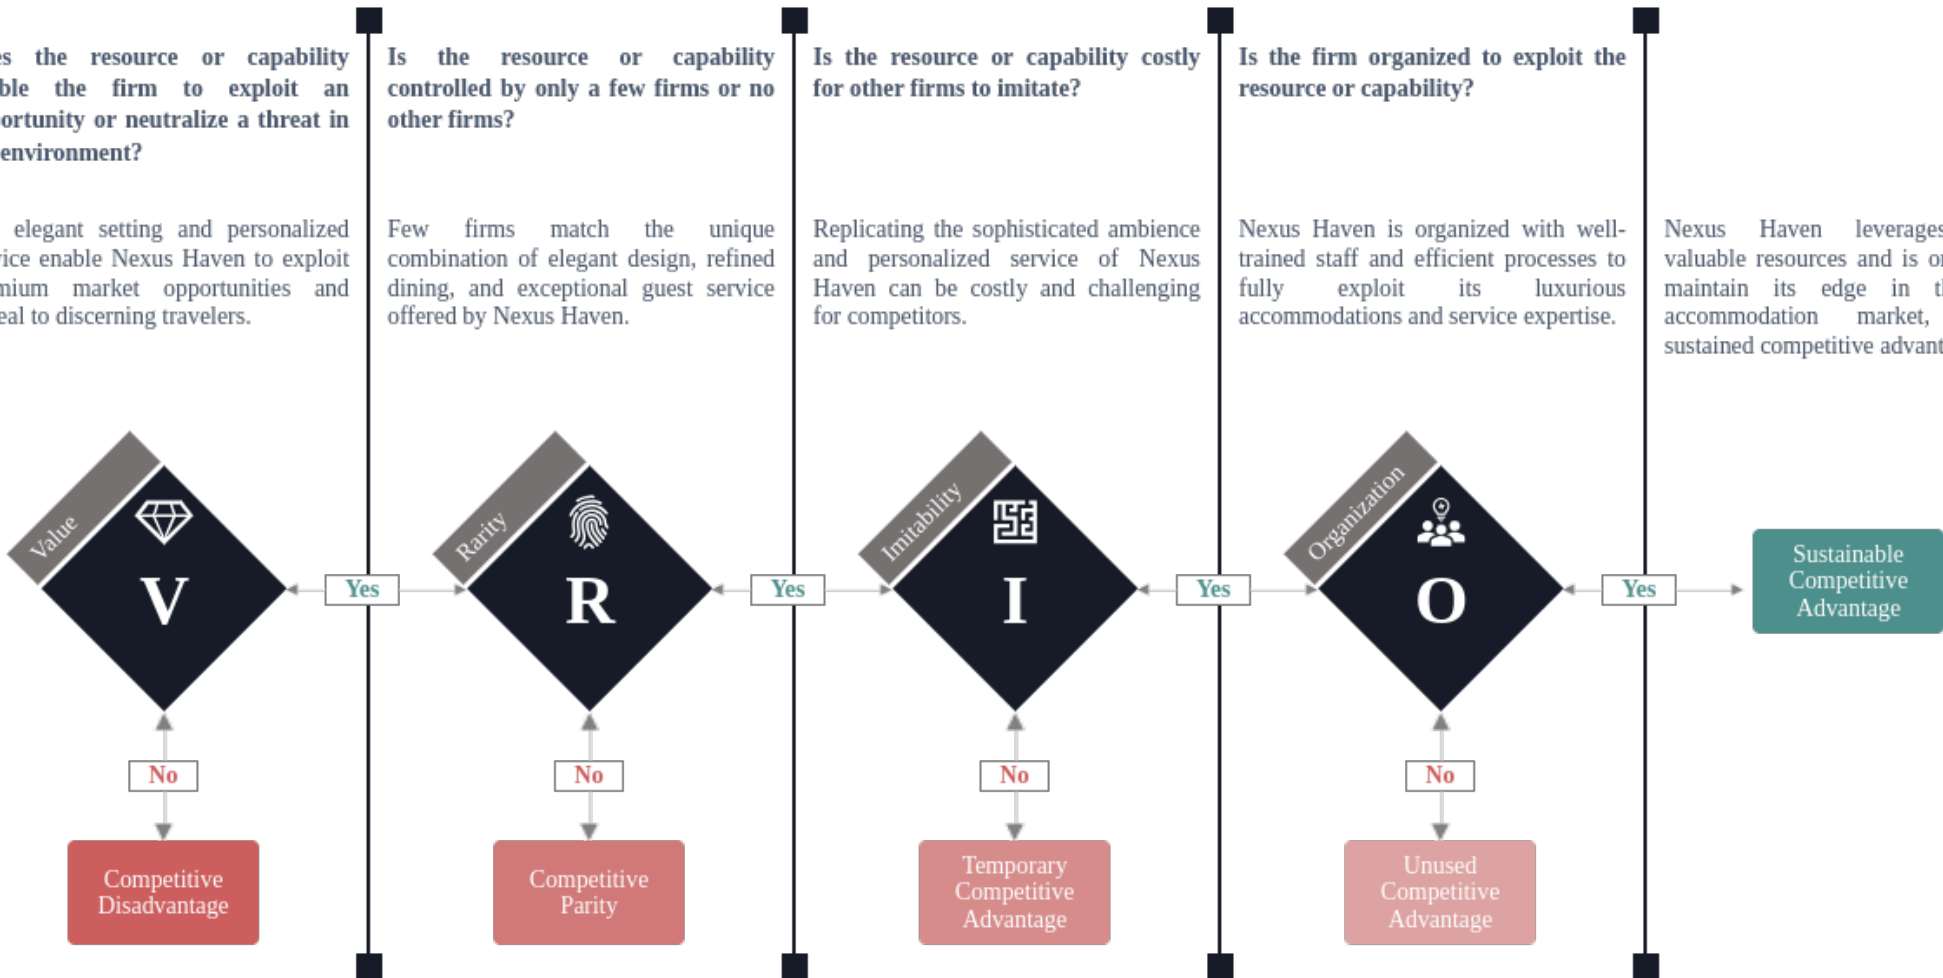 the resource or capability
the firm to exploit an
or neutralize a threat in
environment?
elegant setting and personalized
enable Nexus Haven to exploit
market opportunities and
to discerning travelers.
Is the resource or capability
controlled by only a few firms or no
other firms?
Few firms match the unique
combination of elegant design, refined
dining, and exceptional guest service
offered by Nexus Haven.
Is the resource or capability costly
for other firms to imitate?
Replicating the sophisticated ambience
and personalized service of Nexus
Haven can be costly and challenging
for competitors.
Is the firm organized to exploit the
resource or capability?
Nexus Haven is organized with well-
trained staff and efficient processes to
fully exploit its luxurious
accommodations and service expertise.
Nexus Haven leverages
valuable resources and is
maintain its edge in
accommodation market,
sustained competitive
Value
V
Yes
Rarity
R
Yes
Imitability
I
Yes
Organization
O
Yes
Sustainable
Competitive
Advantage
No
No
No
No
Competitive
Disadvantage
Competitive
Parity
Temporary
Competitive
Advantage
Unused
Competitive
Advantage